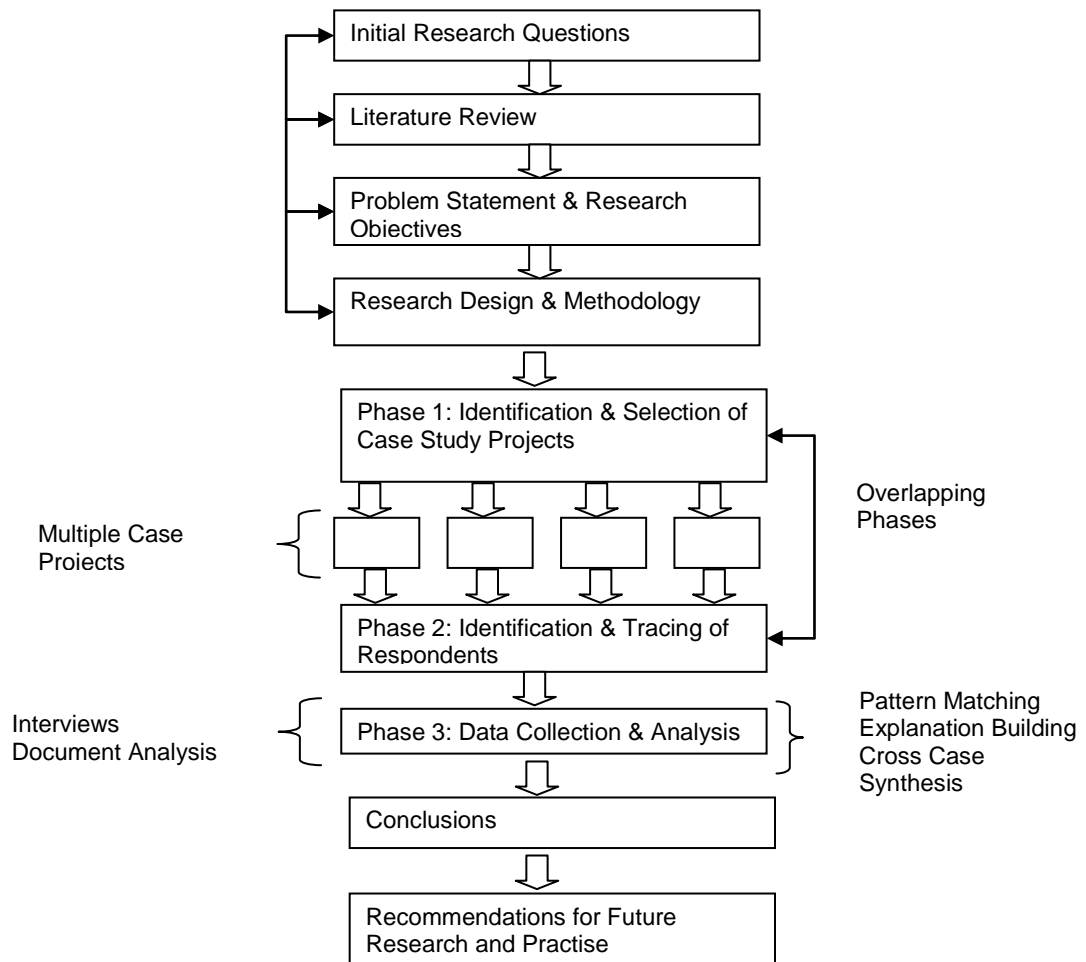 Initial Research Questions
Literature Review
Problem Statement & Research
Objectives
Research Design & Methodology
Phase 1: Identification & Selection of
Case Study Projects
Overlapping
Phases
Multiple Case
Projects
Phase 2: Identification & Tracing of
Respondents
Interviews
Document Analysis
Phase 3: Data Collection & Analysis
Pattern Matching
Explanation Building
Cross Case
Synthesis
Conclusions
Recommendations for Future
Research and Practise